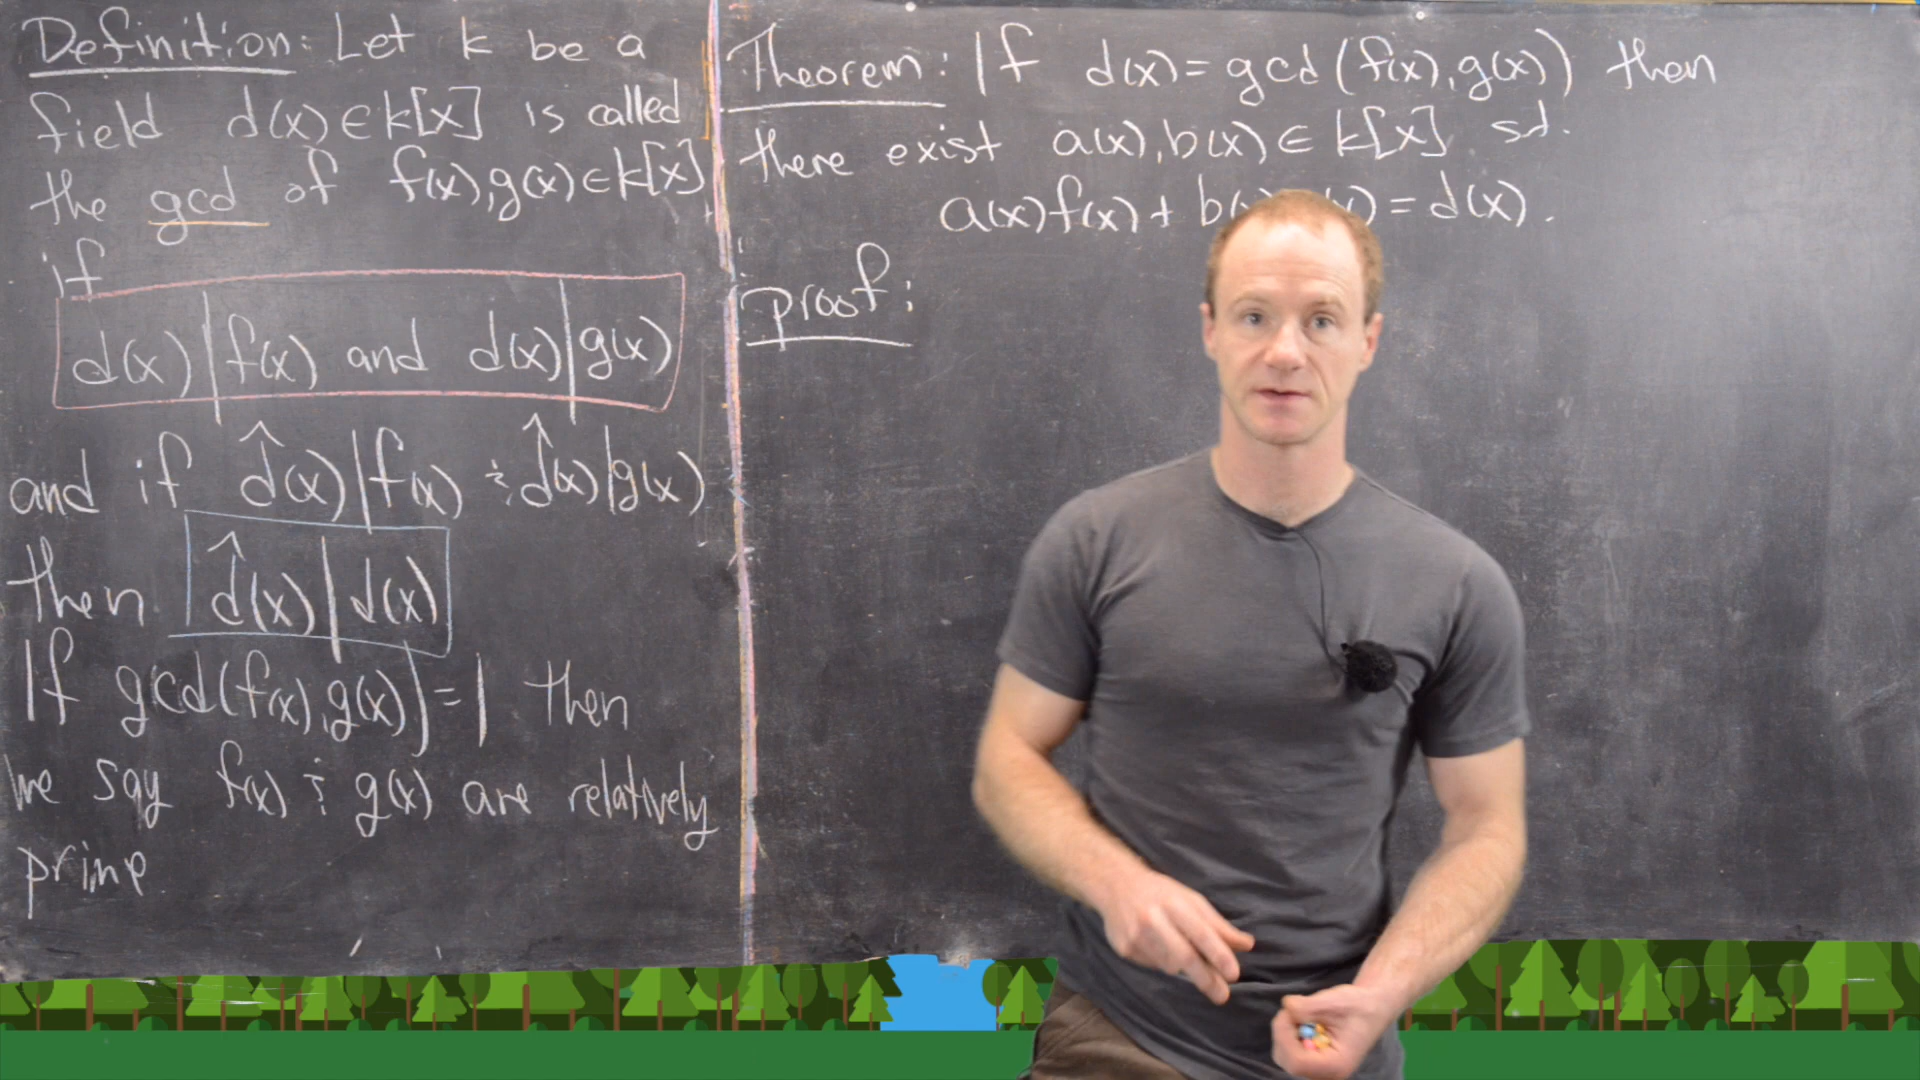 Definition: Let k be a
field d(x)∈k[x] is called
the gcd of f(x),g(x)∈k[x]
if
d(x)|f(x) and d(x)|g(x)
and if d̂(x)|f(x) & d̂(x)|g(x)
then d̂(x)|d(x)
If gcd(f(x),g(x))=1 then
we say f(x) & g(x) are relatively
prime
Theorem: If d(x)=gcd(f(x),g(x)) then
there exist a(x),b(x)∈k[x] s.t.
a(x)f(x)+ b( x)=d(x).
proof: